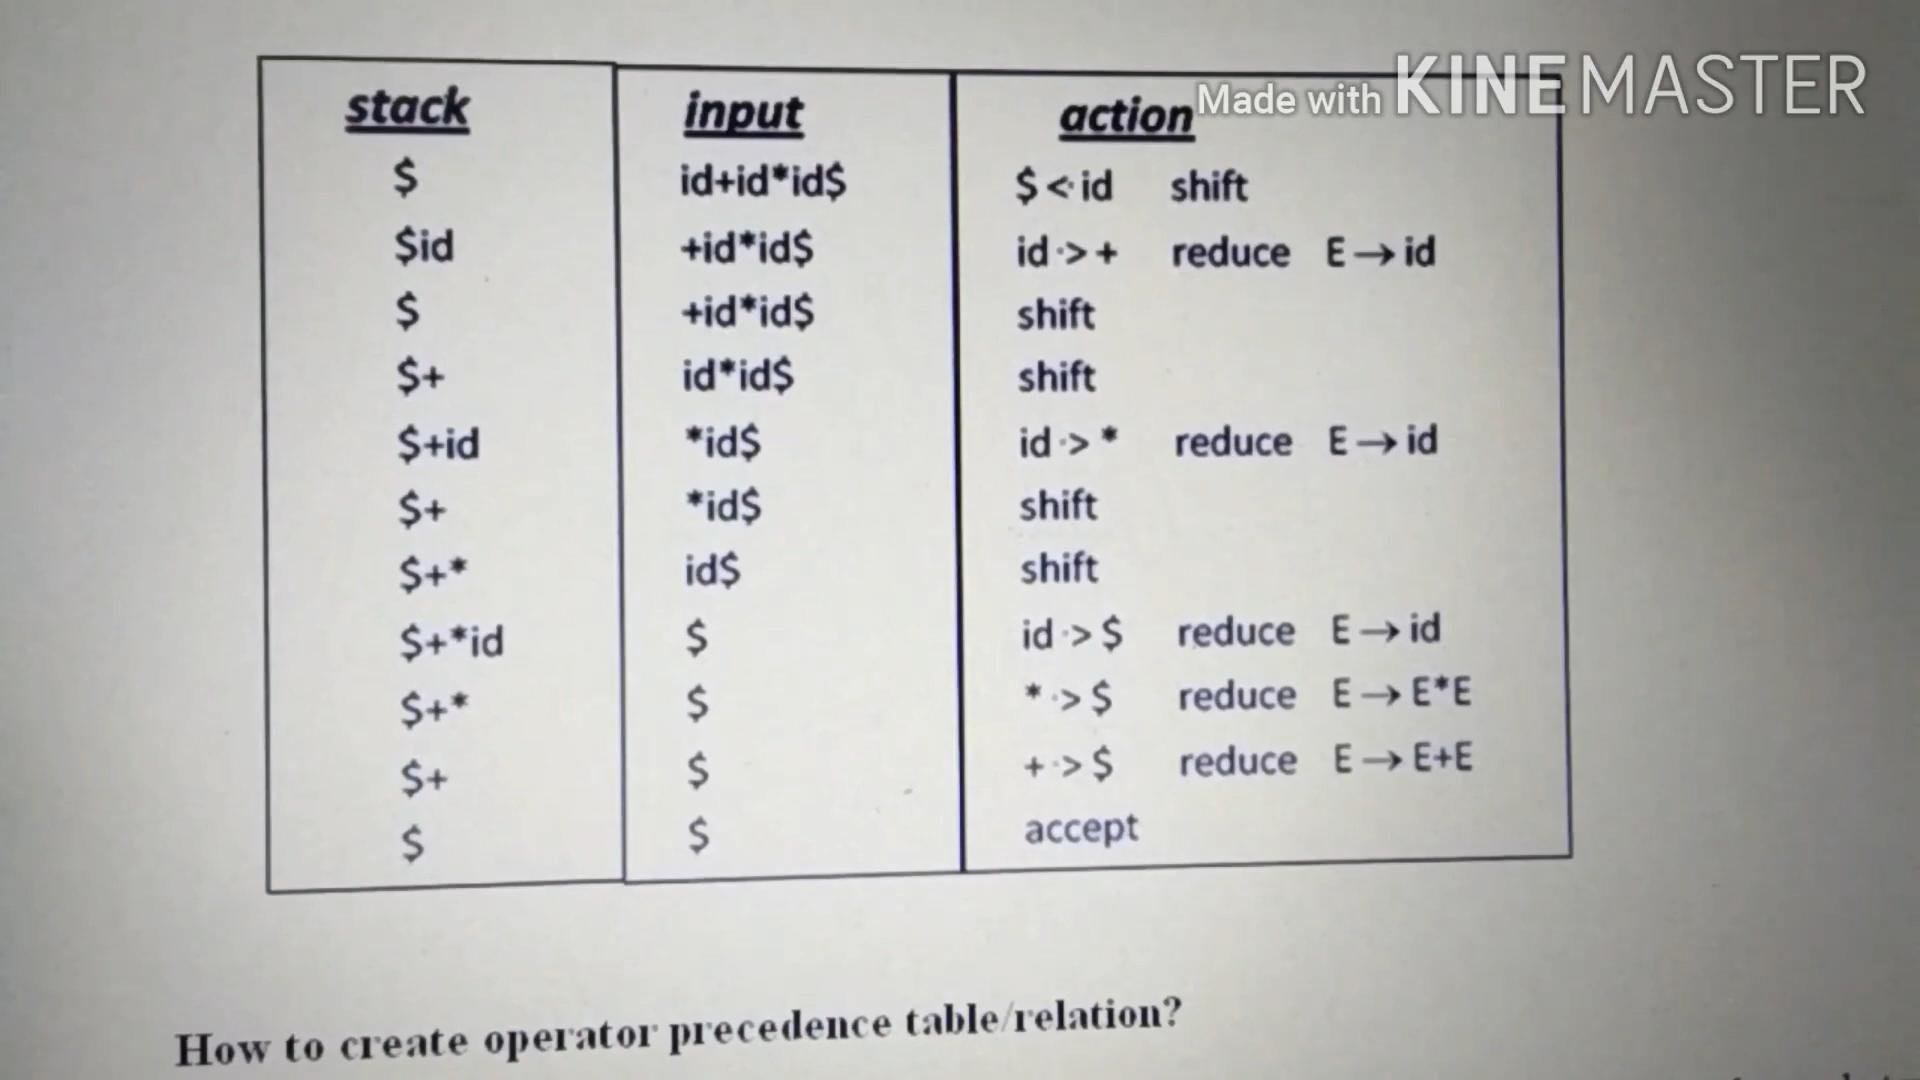 Made with KINEMASTER
stack input action
$ id+id*id$ $ <· id shift
$id +id*id$ id ·> + reduce E → id
$ +id*id$ shift
$+ id*id$ shift
$+id *id$ id ·> * reduce E → id
$+ *id$ shift
$+* id$ shift
$+*id $ id ·> $ reduce E → id
$+* $ * ·> $ reduce E → E*E
$+ $ + ·> $ reduce E → E+E
$ $ accept
How to create operator precedence table/relation?